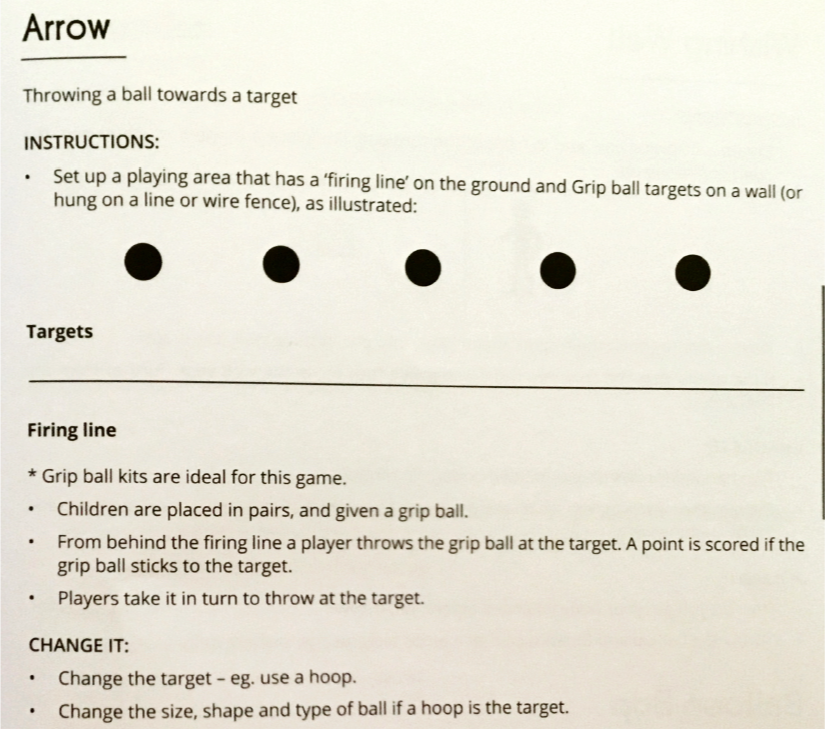 Arrow
Throwing a ball towards a target
INSTRUCTIONS:
• Set up a playing area that has a ‘firing line’ on the ground and Grip ball targets on a wall (or
hung on a line or wire fence), as illustrated:
Targets
Firing line
* Grip ball kits are ideal for this game.
• Children are placed in pairs, and given a grip ball.
• From behind the firing line a player throws the grip ball at the target. A point is scored if the
grip ball sticks to the target.
• Players take it in turn to throw at the target.
CHANGE IT:
• Change the target – eg. use a hoop.
• Change the size, shape and type of ball if a hoop is the target.